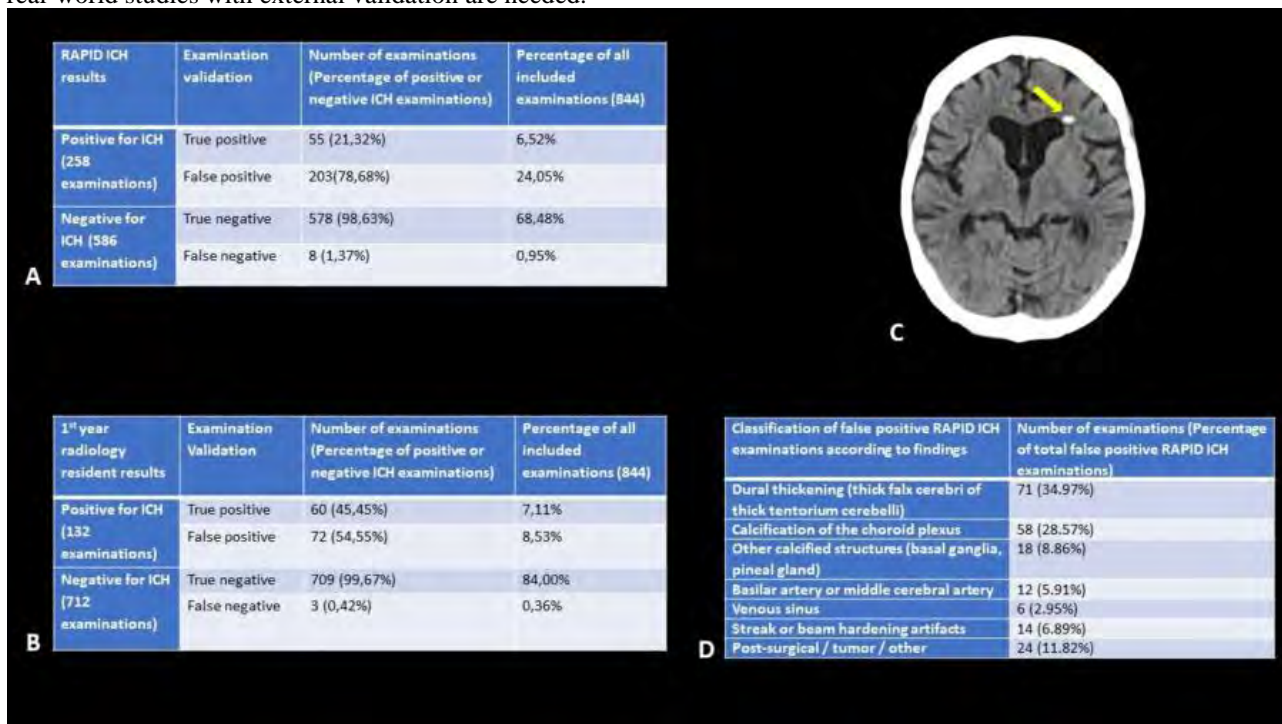 real-world studies with external validation are needed.
RAPID ICH results
Examination validation
Number of examinations (Percentage of positive or negative ICH examinations)
Percentage of all included examinations (844)
Positive for ICH (258 examinations)
True positive
55 (21,32%)
6,52%
False positive
203(78,68%)
24,05%
Negative for ICH (586 examinations)
True negative
578 (98,63%)
68,48%
False negative
8 (1,37%)
0,95%
A
C
1st year radiology resident results
Examination Validation
Number of examinations (Percentage of positive or negative ICH examinations)
Percentage of all included examinations (844)
Positive for ICH (132 examinations)
True positive
60 (45,45%)
7,11%
False positive
72 (54,55%)
8,53%
Negative for ICH (712 examinations)
True negative
709 (99,67%)
84,00%
False negative
3 (0,42%)
0,36%
B
Classification of false positive RAPID ICH examinations according to findings
Number of examinations (Percentage of total false positive RAPID ICH examinations)
Dural thickening (thick falx cerebri of thick tentorium cerebelli)
71 (34.97%)
Calcification of the choroid plexus
58 (28.57%)
Other calcified structures (basal ganglia, pineal gland)
18 (8.86%)
Basilar artery or middle cerebral artery
12 (5.91%)
Venous sinus
6 (2.95%)
Streak or beam hardening artifacts
14 (6.89%)
Post-surgical / tumor / other
24 (11.82%)
D